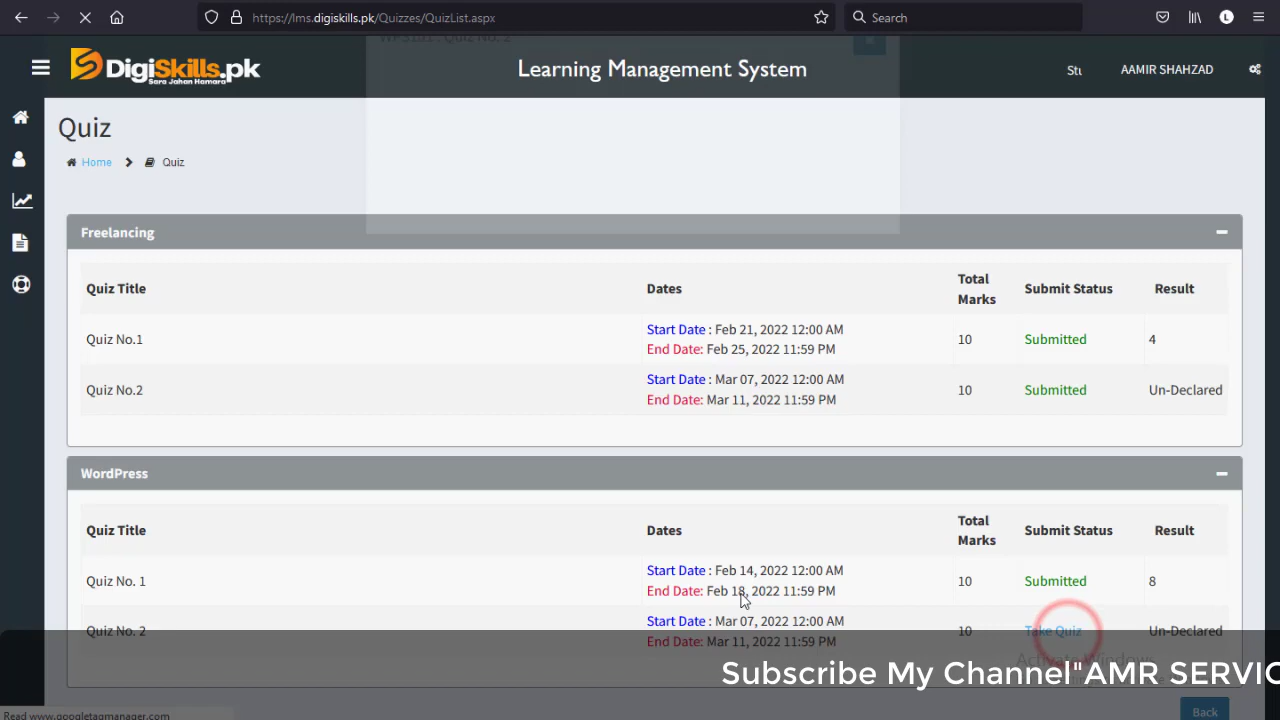 https://lms.digiskills.pk/Quizzes/QuizList.aspx
Search
L
DigiSkills.pk
Sara Jahan Hamara
Quiz No. 2
Learning Management System
Stu
AAMIR SHAHZAD
Quiz
Home
Quiz
Freelancing
Quiz Title Dates Total Marks Submit Status Result
Quiz No.1
Start Date : Feb 21, 2022 12:00 AM
End Date: Feb 25, 2022 11:59 PM
10 Submitted 4
Quiz No.2
Start Date : Mar 07, 2022 12:00 AM
End Date: Mar 11, 2022 11:59 PM
10 Submitted Un-Declared
WordPress
Quiz Title Dates Total Marks Submit Status Result
Quiz No. 1
Start Date : Feb 14, 2022 12:00 AM
End Date: Feb 18, 2022 11:59 PM
10 Submitted 8
Quiz No. 2
Start Date : Mar 07, 2022 12:00 AM
End Date: Mar 11, 2022 11:59 PM
10 Take Quiz Un-Declared
Activate Windows
Subscribe My Channel"AMR SERVIC
Back
Read www.googletagmanager.com